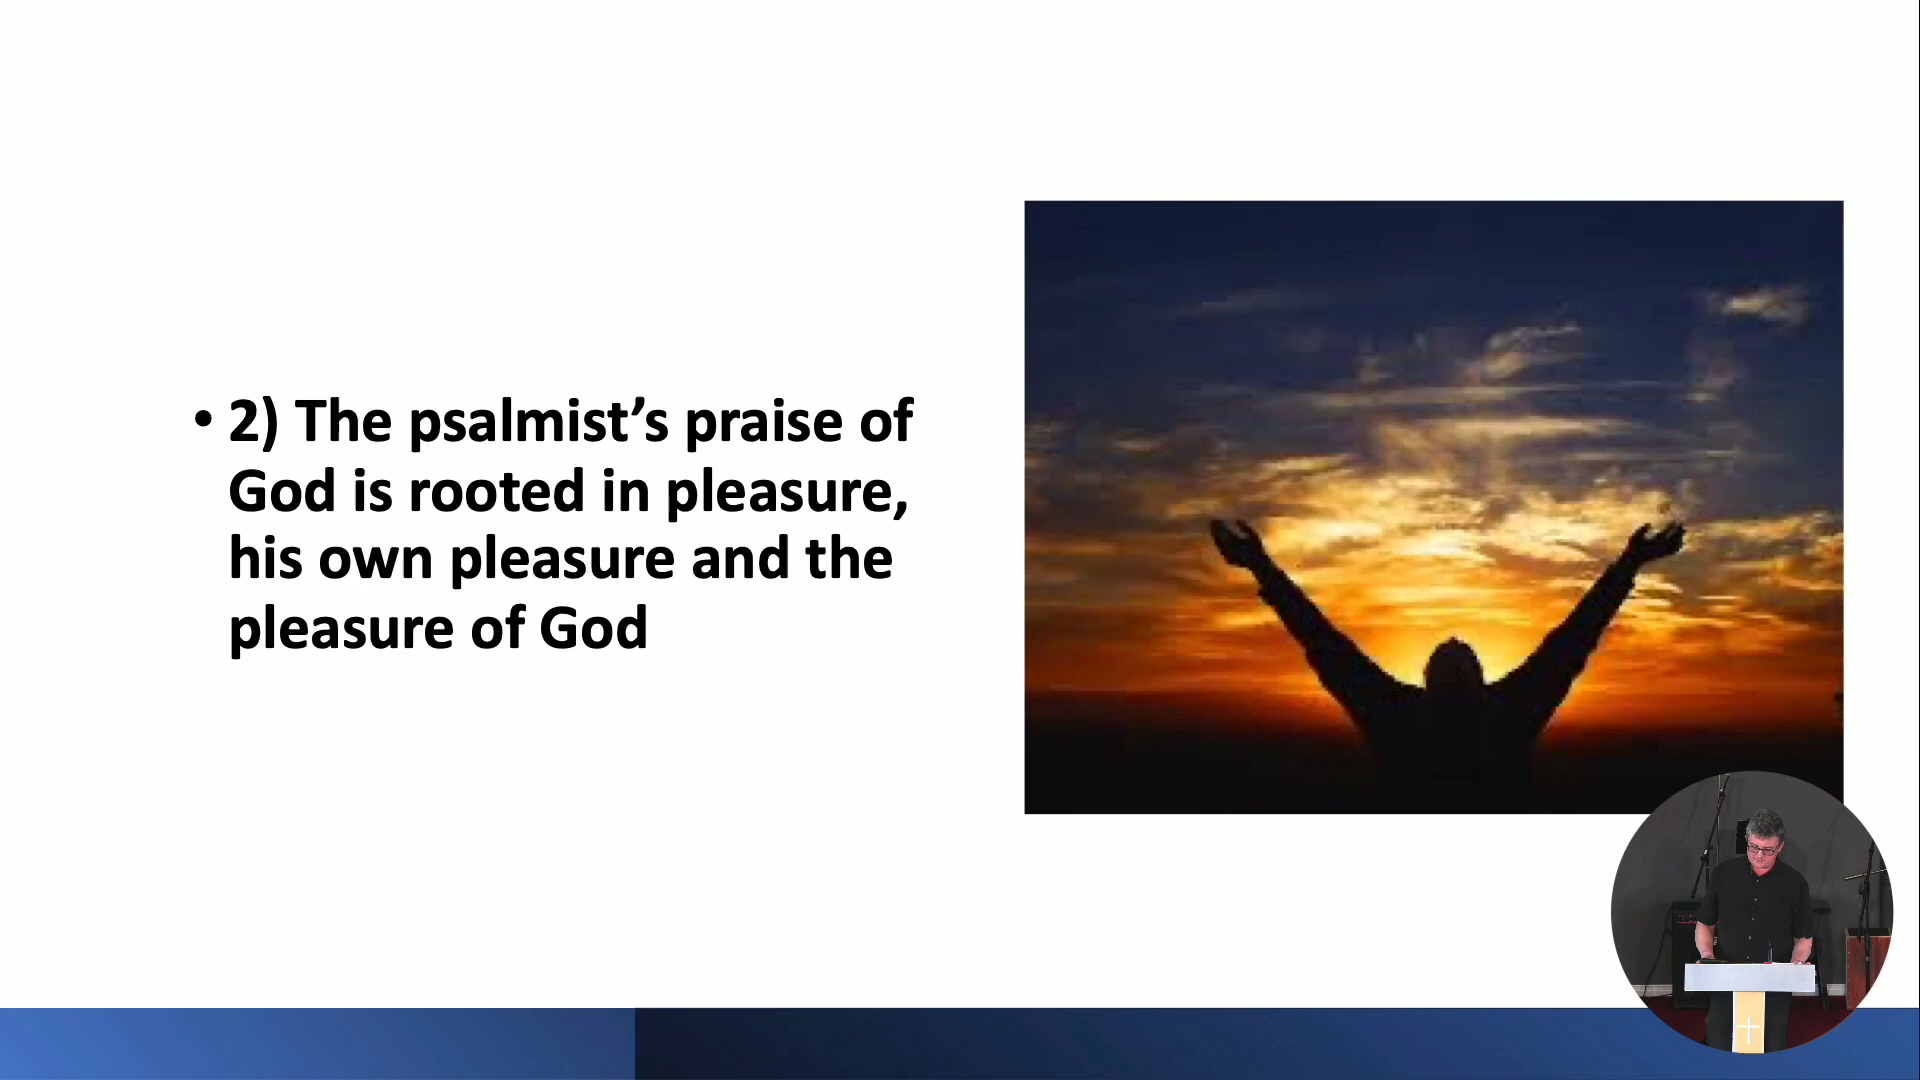 • 2) The psalmist’s praise of
God is rooted in pleasure,
his own pleasure and the
pleasure of God